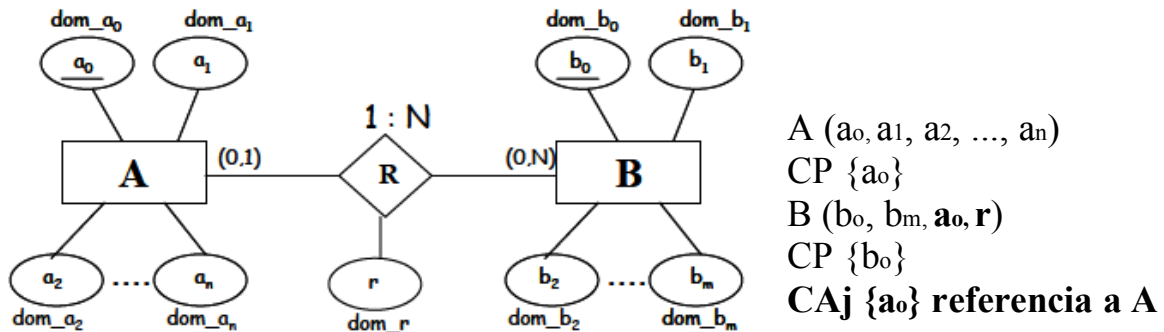 dom_a₀ dom_a₁ dom_b₀ dom_b₁
a₀ a₁ b₀ b₁
1 : N
A (0,1) R (0,N) B
a₂ .... aₙ r b₂ .... bₘ
dom_a₂ dom_aₙ dom_r dom_b₂ dom_bₘ
A (a₀, a₁, a₂, ..., aₙ)
CP {a₀}
B (b₀, bₘ, a₀, r)
CP {b₀}
CAj {a₀} referencia a A